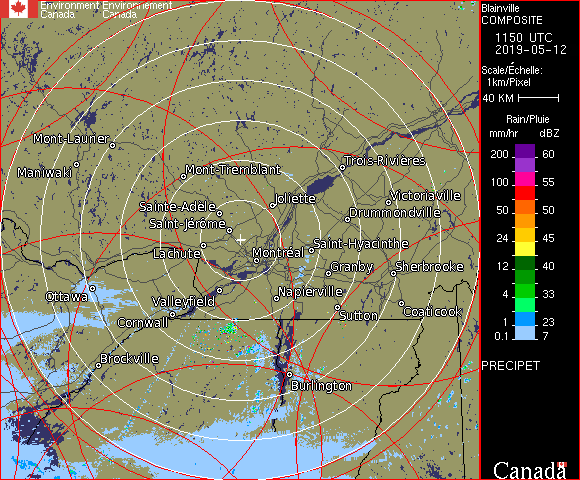 Environment Environnement
Canada Canada
Blainville
COMPOSITE
1150 UTC
2019-05-12
Scale/Échelle:
1km/Pixel
40 KM
Rain/Pluie
mm/hr dBZ
200 60
100 55
50 50
24 45
12 40
4 33
1 23
0.1 7
PRECIPET
Canada
Mont-Laurier
Maniwaki
Mont-Tremblant
Trois-Rivières
Joliette
Victoriaville
Sainte-Adèle
Drummondville
Saint-Jérôme
Lachute
Montréal
Saint-Hyacinthe
Granby
Sherbrooke
Ottawa
Valleyfield
Napierville
Cornwall
Sutton
Coaticook
Brockville
Burlington